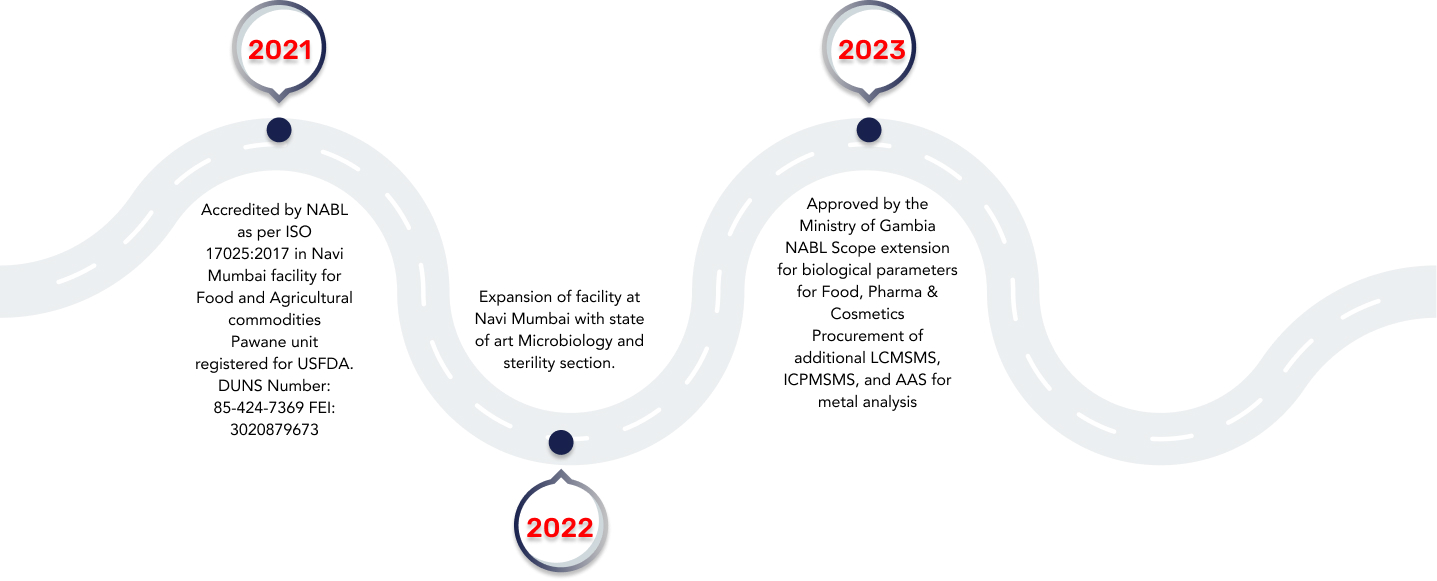 2021
Accredited by NABL
as per ISO
17025:2017 in Navi
Mumbai facility for
Food and Agricultural
commodities
Pawane unit
registered for USFDA.
DUNS Number:
85-424-7369 FEI:
3020879673
Expansion of facility at
Navi Mumbai with state
of art Microbiology and
sterility section.
2022
2023
Approved by the
Ministry of Gambia
NABL Scope extension
for biological parameters
for Food, Pharma &
Cosmetics
Procurement of
additional LCMSMS,
ICPMSMS, and AAS for
metal analysis